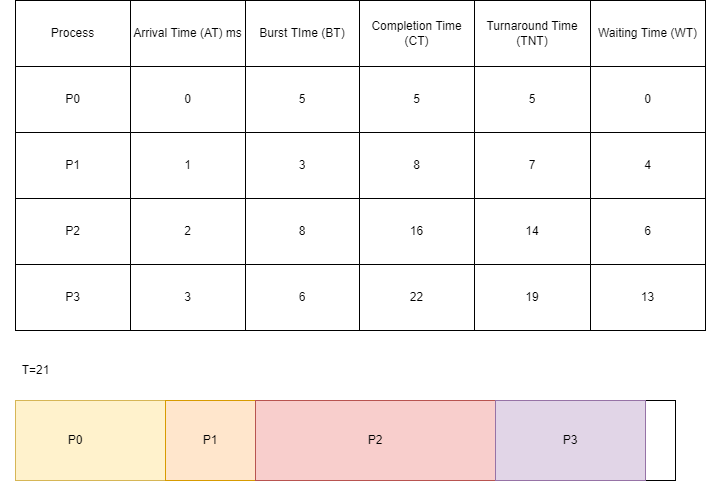 Process Arrival Time (AT) ms Burst TIme (BT) Completion Time (CT) Turnaround Time (TNT) Waiting Time (WT)
P0 0 5 5 5 0
P1 1 3 8 7 4
P2 2 8 16 14 6
P3 3 6 22 19 13
T=21
P0 P1 P2 P3